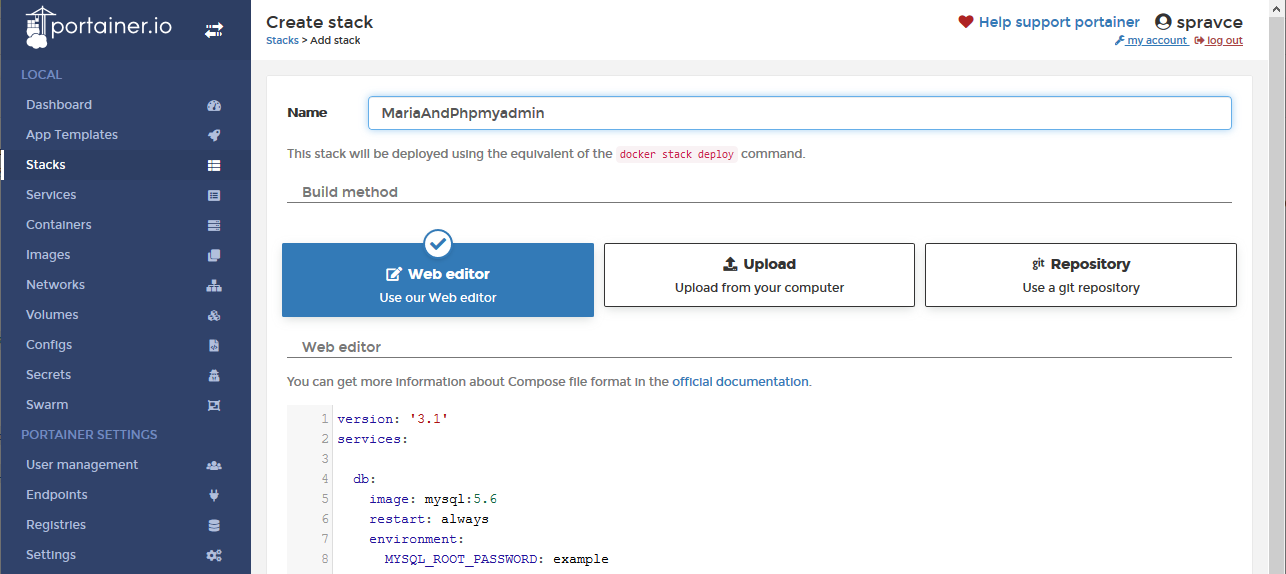 portainer.io
LOCAL
Dashboard
App Templates
Stacks
Services
Containers
Images
Networks
Volumes
Configs
Secrets
Swarm
PORTAINER SETTINGS
User management
Endpoints
Registries
Settings
Create stack
Stacks > Add stack
Help support portainer
spravce
my account log out
Name MariaAndPhpmyadmin
This stack will be deployed using the equivalent of the docker stack deploy command.
Build method
Web editor
Use our Web editor
Upload
Upload from your computer
git Repository
Use a git repository
Web editor
You can get more information about Compose file format in the official documentation.
1 version: '3.1'
2 services:
3
4 db:
5 image: mysql:5.6
6 restart: always
7 environment:
8 MYSQL_ROOT_PASSWORD: example